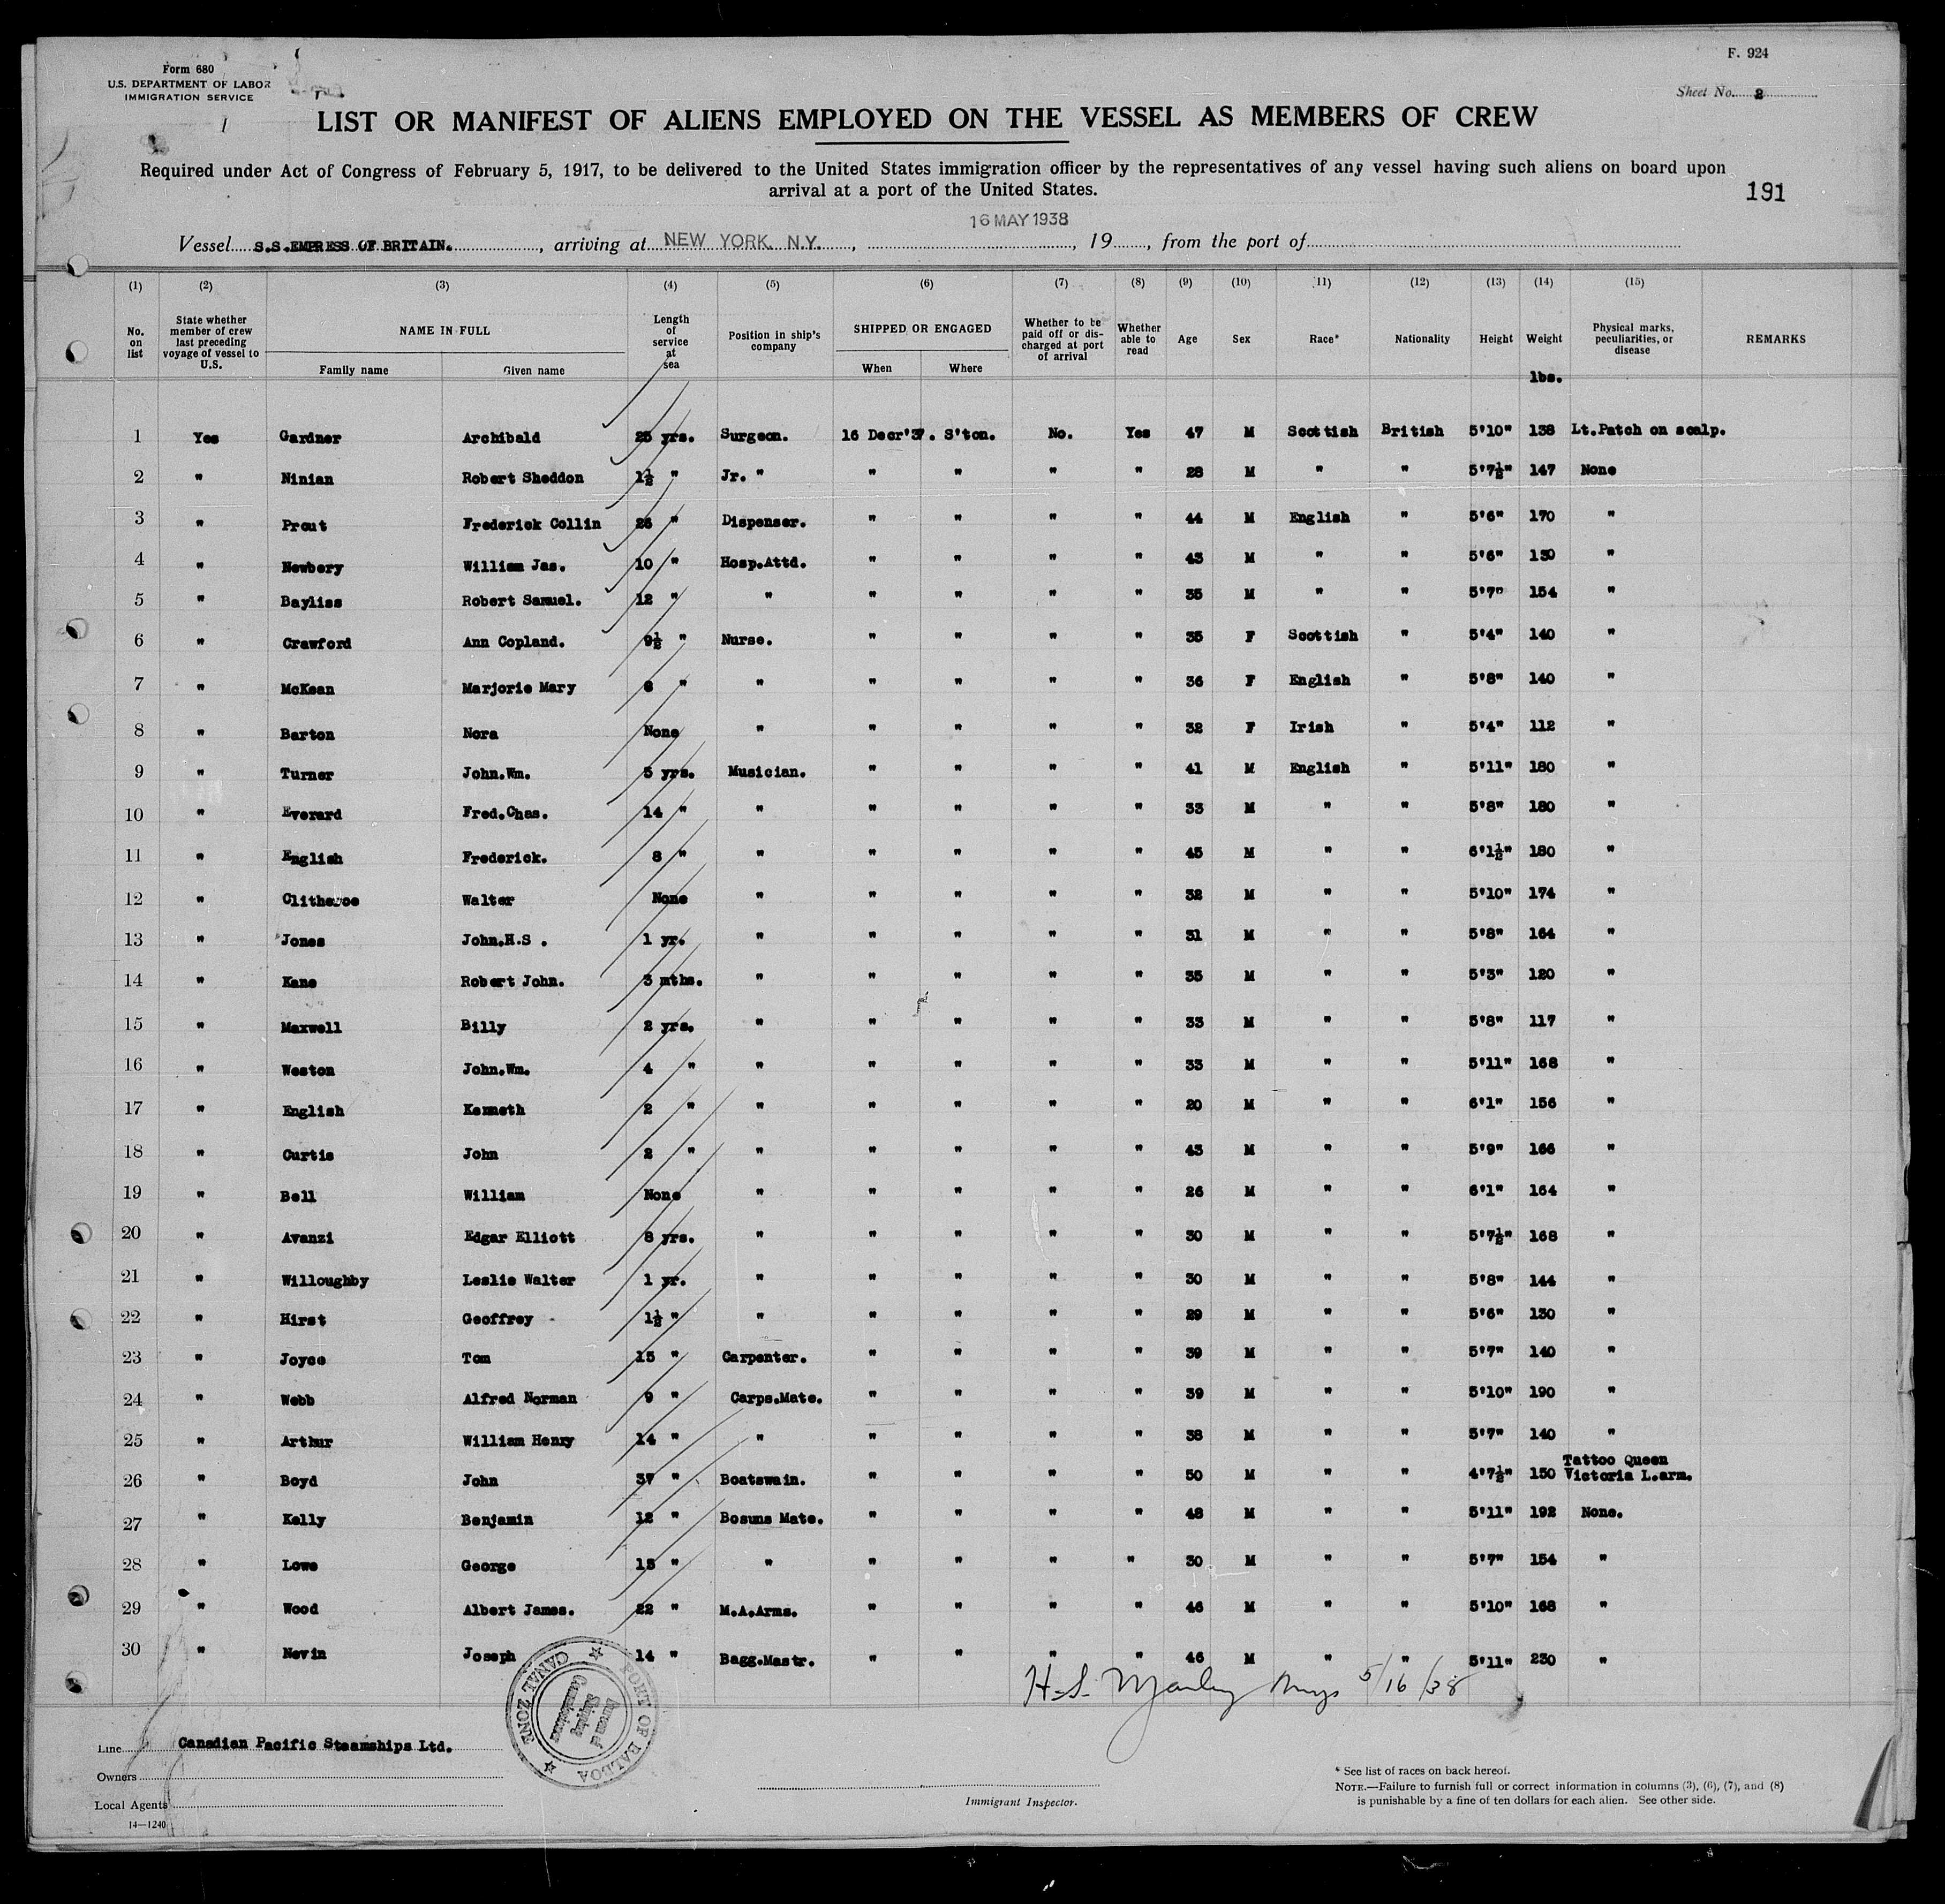 Form 680
U.S. DEPARTMENT OF LABOR
IMMIGRATION SERVICE
F. 924
Sheet No. 2
LIST OR MANIFEST OF ALIENS EMPLOYED ON THE VESSEL AS MEMBERS OF CREW
Required under Act of Congress of February 5, 1917, to be delivered to the United States immigration officer by the representatives of any vessel having such aliens on board upon
arrival at a port of the United States.
191
16 MAY 1938
Vessel S.S.EMPRESS OF BRITAIN. , arriving at NEW YORK. N.Y. , , 19 , from the port of
(1) (2) (3) (4) (5) (6) (7) (8) (9) (10) (11) (12) (13) (14) (15)
No. on list State whether member of crew last preceding voyage of vessel to U.S. NAME IN FULL Family name Given name Length of service at sea Position in ship's company SHIPPED OR ENGAGED When Where Whether to be paid off or discharged at port of arrival Whether able to read Age Sex Race* Nationality Height Weight Physical marks, peculiarities, or disease REMARKS
lbs.
1 Yes Gardner Archibald 25 yrs. Surgeon. 16 Decr'37. S'ton. No. Yes 47 M Scottish British 5'10" 138 Lt.Patch on scalp.
2 " Ninian Robert Sheddon 1½ " Jr. " " " " " 28 M " " 5'7½" 147 None
3 " Prout Frederick Collin 26 " Dispenser. " " " " 44 M English " 5'6" 170 "
4 " Newbery William Jas. 10 " Hosp.Attd. " " " " 43 M " " 5'6" 130 "
5 " Bayliss Robert Samuel. 12 " " " " " " 35 M " " 5'7" 154 "
6 " Crawford Ann Copland. 9½ " Nurse. " " " " 35 F Scottish " 5'4" 140 "
7 " McKean Marjorie Mary 6 " " " " " " 36 F English " 5'8" 140 "
8 " Barton Nora None " " " " " 32 F Irish " 5'4" 112 "
9 " Turner John.Wm. 5 yrs. Musician. " " " " 41 M English " 5'11" 180 "
10 " Everard Fred.Chas. 14 " " " " " " 33 M " " 5'8" 180 "
11 " English Frederick. 8 " " " " " " 45 M " " 6'1½" 180 "
12 " Clitheroe Walter None " " " " " 32 M " " 5'10" 174 "
13 " Jones John.H.S . 1 yr. " " " " " 31 M " " 5'8" 164 "
14 " Kane Robert John. 3 mths. " " " " " 35 M " " 5'3" 120 "
15 " Maxwell Billy 2 yrs. " " " " " 33 M " " 5'8" 117 "
16 " Weston John.Wm. 4 " " " " " " 33 M " " 5'11" 168 "
17 " English Kenneth 2 " " " " " " 20 M " " 6'1" 156 "
18 " Curtis John 2 " " " " " " 43 M " " 5'9" 166 "
19 " Bell William None " " " " " 26 M " " 6'1" 164 "
20 " Avanzi Edgar Elliott 8 yrs. " " " " " 30 M " " 5'7½" 168 "
21 " Willoughby Leslie Walter 1 yr. " " " " " 30 M " " 5'8" 144 "
22 " Hirst Geoffrey 1½ " " " " " " 29 M " " 5'6" 130 "
23 " Joyce Tom 15 " Carpenter. " " " " 39 M " " 5'7" 140 "
24 " Webb Alfred Norman 9 " Carps.Mate. " " " " 39 M " " 5'10" 190 "
25 " Arthur William Henry 14 " " " " " " 38 M " " 5'7" 140 "
26 " Boyd John 37 " Boatswain. " " " " 50 M " " 4'7½" 150 Tattoo Queen Victoria L.arm.
27 " Kelly Benjamin 12 " Bosuns Mate. " " " " 48 M " " 5'11" 192 None.
28 " Lowe George 13 " " " " " " 30 M " " 5'7" 154 "
29 " Wood Albert James. 22 " M.A.Arms. " " " " 46 M " " 5'10" 168 "
30 " Nevin Joseph 14 " Bagg.Mastr. " " " " 46 M " " 5'11" 230 "
H.S. Manley 5/16/38
PORT OF BALBOA CANAL ZONE
Shipping Commissioner
Line Canadian Pacific Steamships Ltd.
Owners
Local Agents
14—1240
Immigrant Inspector.
* See list of races on back hereof.
NOTE.—Failure to furnish full or correct information in columns (3), (6), (7), and (8)
is punishable by a fine of ten dollars for each alien. See other side.